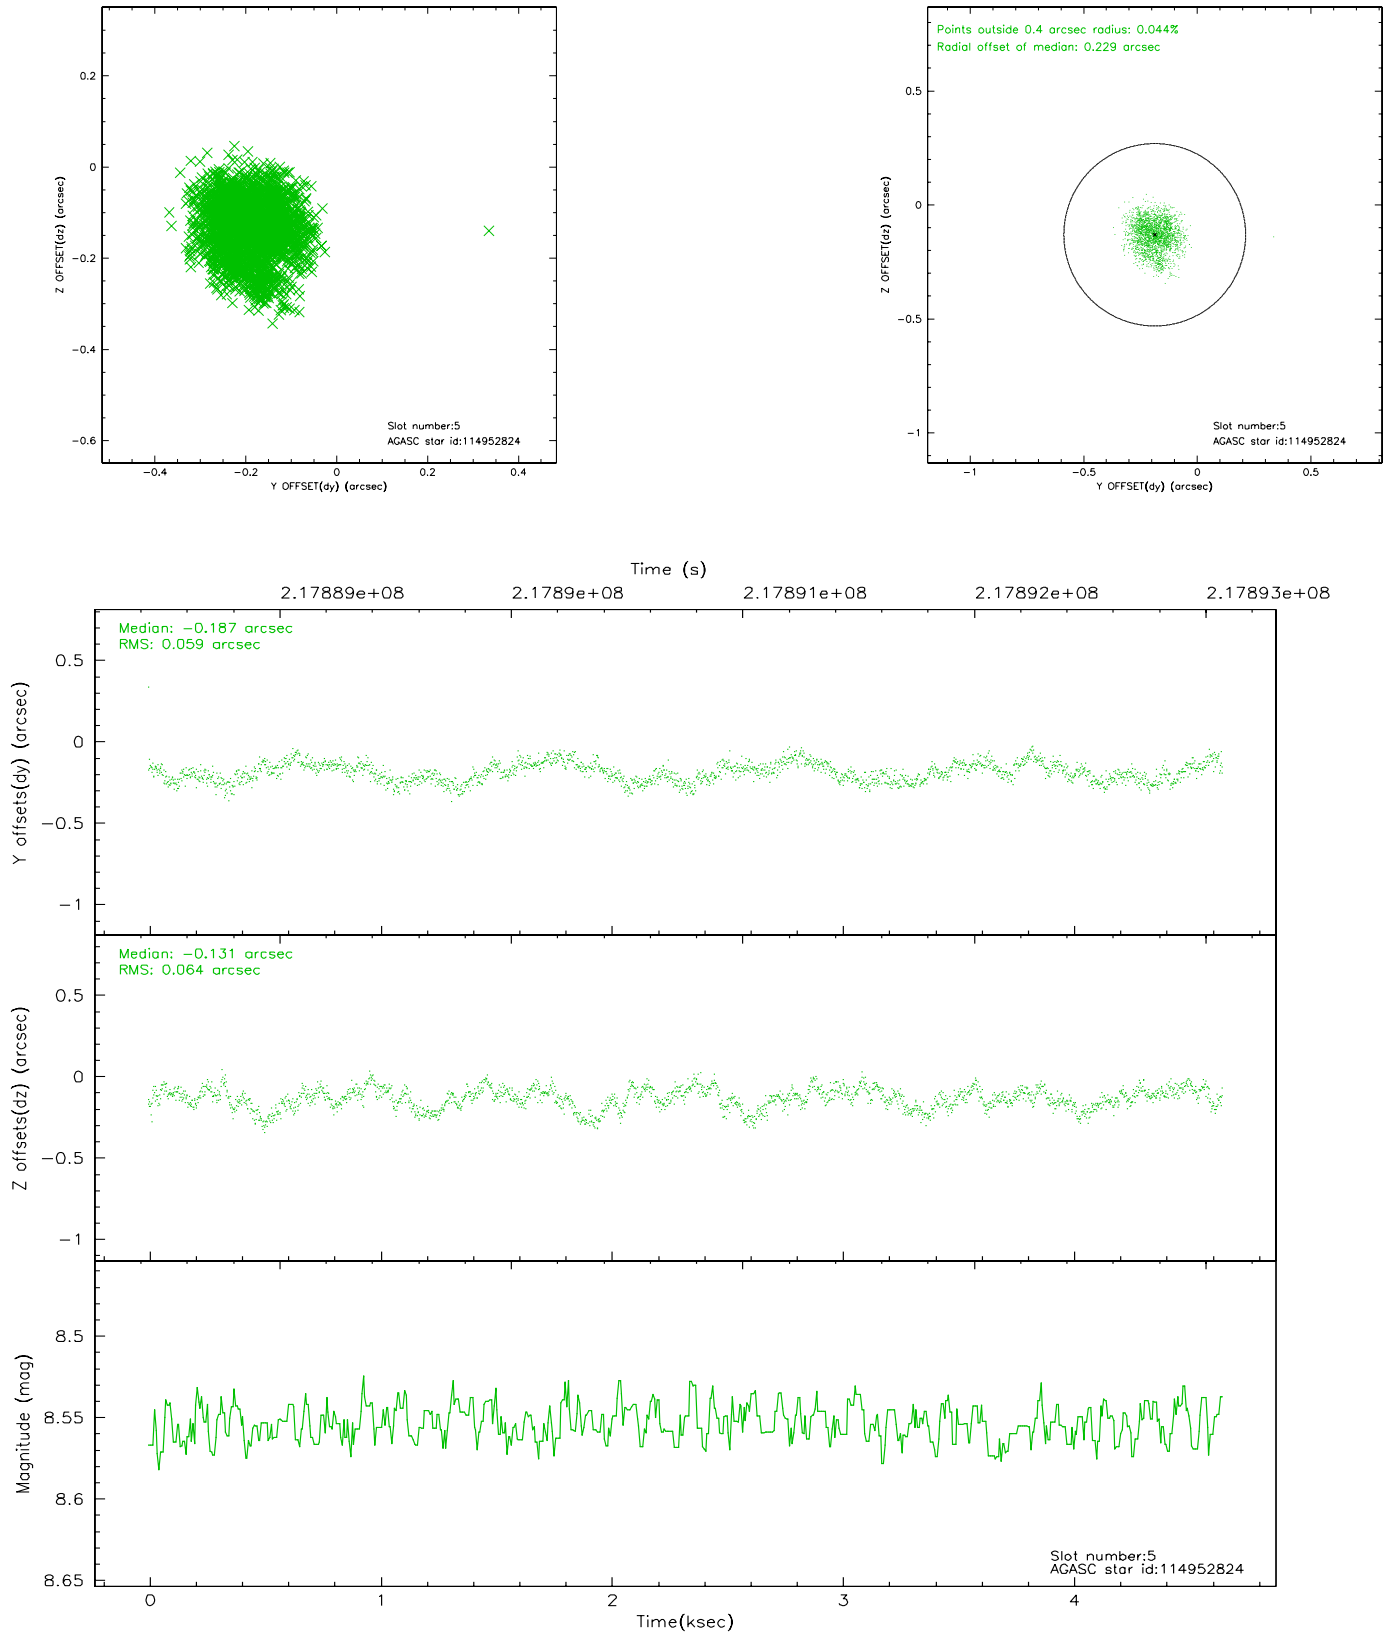 0.2
0
−0.2
−0.4
−0.6
Z OFFSET(dz) (arcsec)
Slot number:5
AGASC star id:114952824
−0.4 −0.2 0 0.2 0.4
Y OFFSET(dy) (arcsec)
Points outside 0.4 arcsec radius: 0.044%
Radial offset of median: 0.229 arcsec
0.5
0
−0.5
−1
Z OFFSET(dz) (arcsec)
Slot number:5
AGASC star id:114952824
−1 −0.5 0 0.5
Y OFFSET(dy) (arcsec)
Time (s)
2.17889e+08 2.1789e+08 2.17891e+08 2.17892e+08 2.17893e+08
Median: −0.187 arcsec
RMS: 0.059 arcsec
0.5
0
−0.5
−1
Y offsets(dy) (arcsec)
Median: −0.131 arcsec
RMS: 0.064 arcsec
0.5
0
−0.5
−1
Z offsets(dz) (arcsec)
8.5
8.55
8.6
8.65
Magnitude (mag)
Slot number:5
AGASC star id:114952824
0 1 2 3 4
Time(ksec)